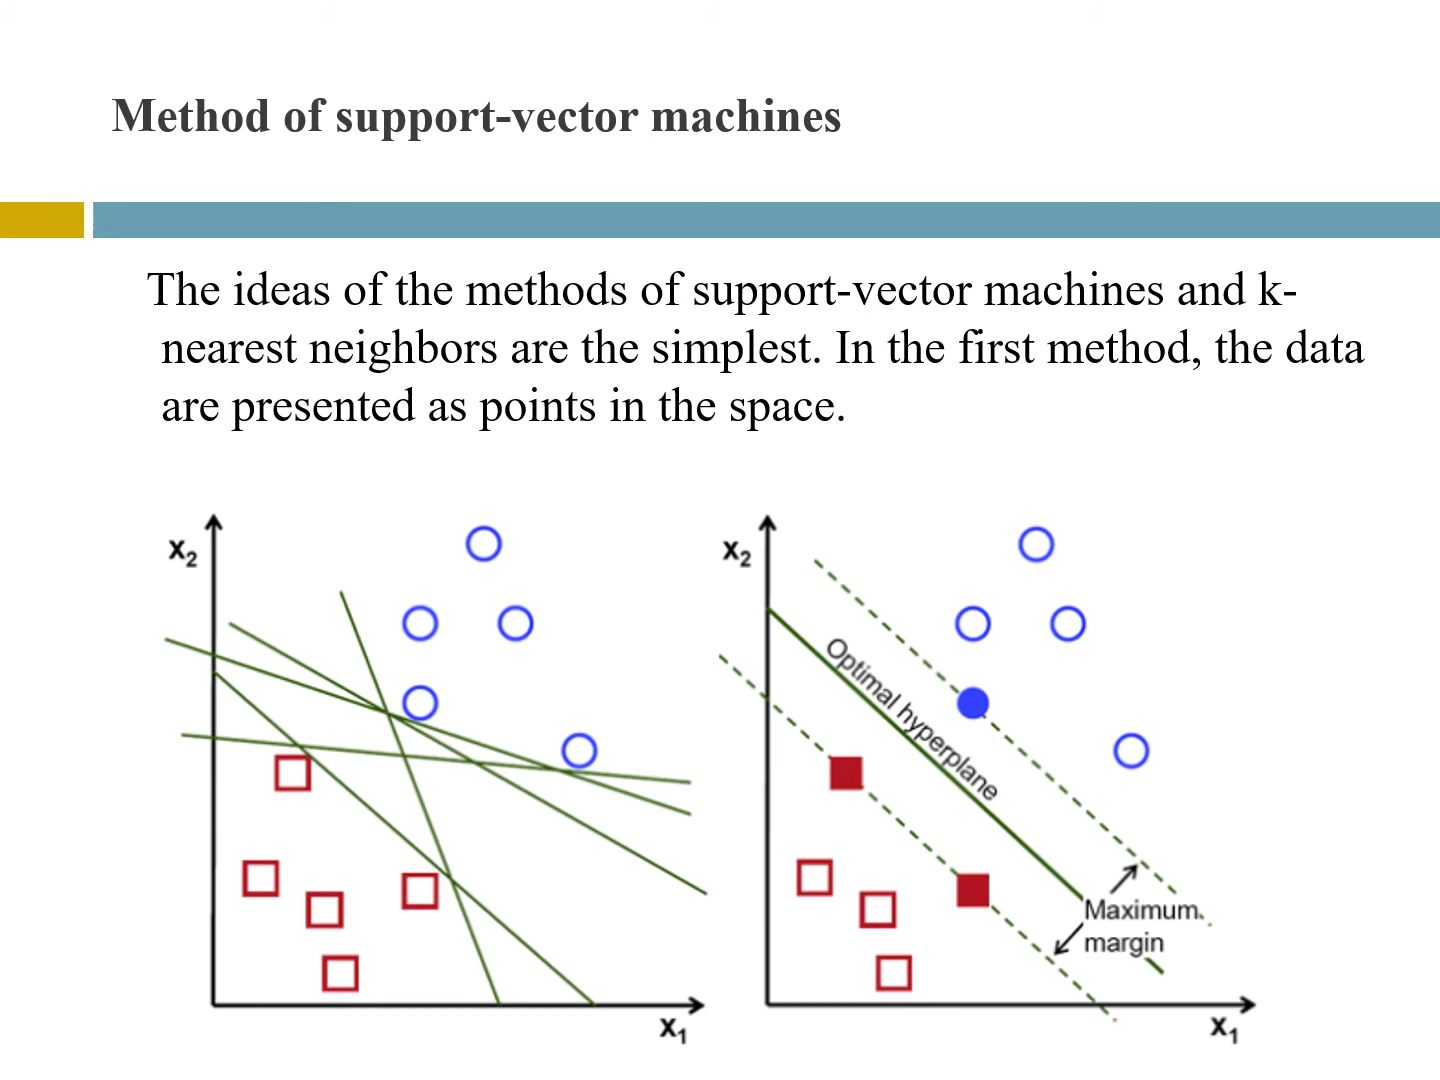 Method of support-vector machines
The ideas of the methods of support-vector machines and k-
nearest neighbors are the simplest. In the first method, the data
are presented as points in the space.
x₂
x₁
x₂
Optimal hyperplane
Maximum
margin
x₁